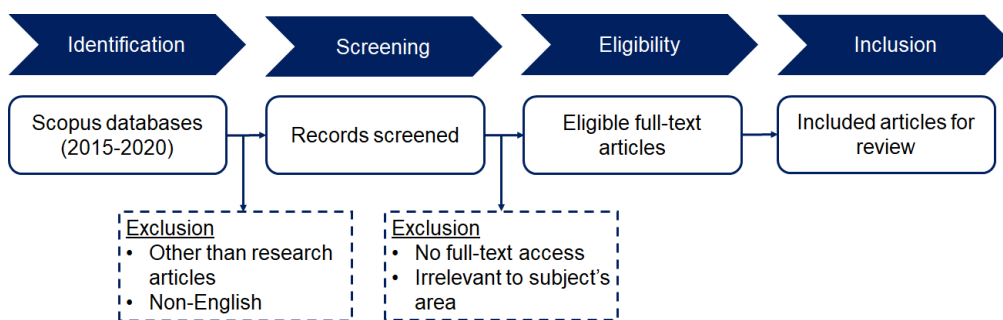 Identification
Screening
Eligibility
Inclusion
Scopus databases
(2015-2020)
Records screened
Eligible full-text
articles
Included articles for
review
Exclusion
• Other than research
articles
• Non-English
Exclusion
• No full-text access
• Irrelevant to subject's
area